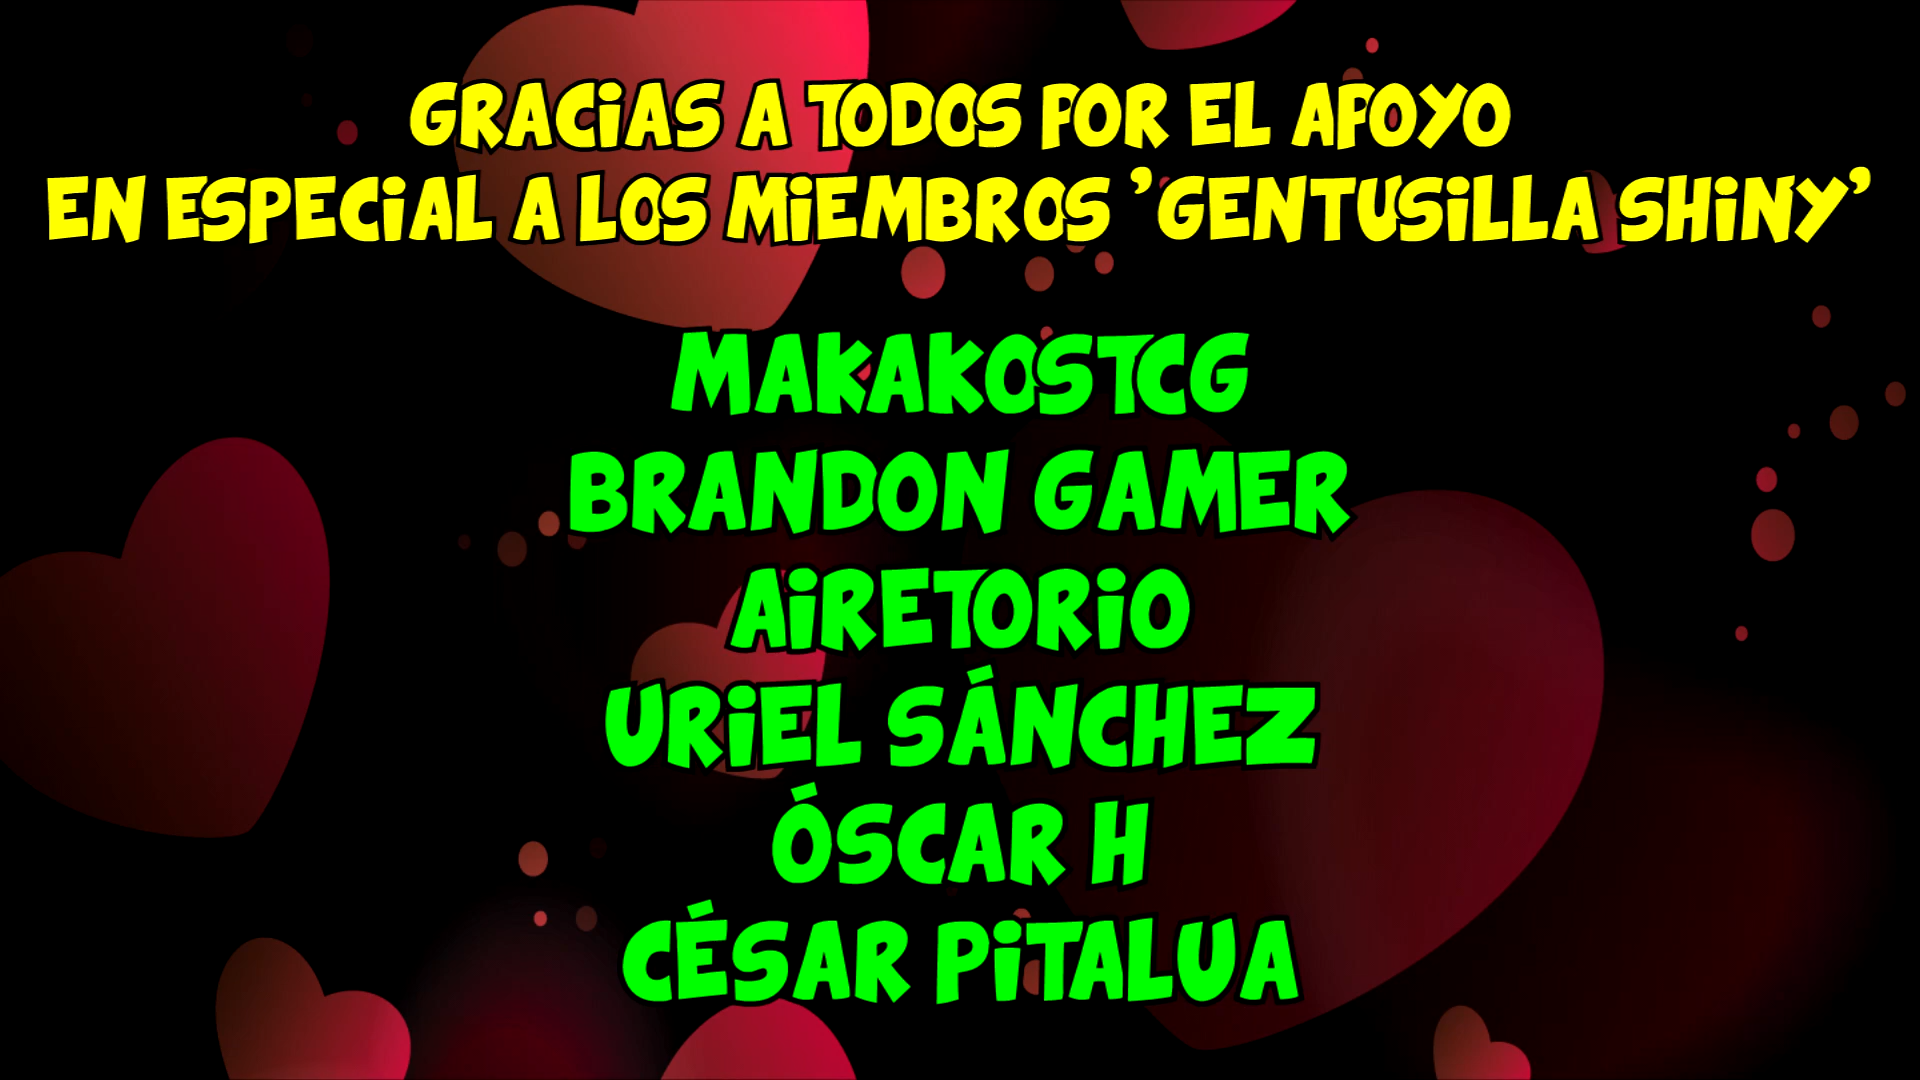 GRACIAS A TODOS POR EL APOYO
EN ESPECIAL A LOS MIEMBROS 'GENTUSILLA SHINY'
MAKAKOSTCG
BRANDON GAMER
AIRETORIO
URIEL SÁNCHEZ
ÓSCAR H
CÉSAR PITALUA